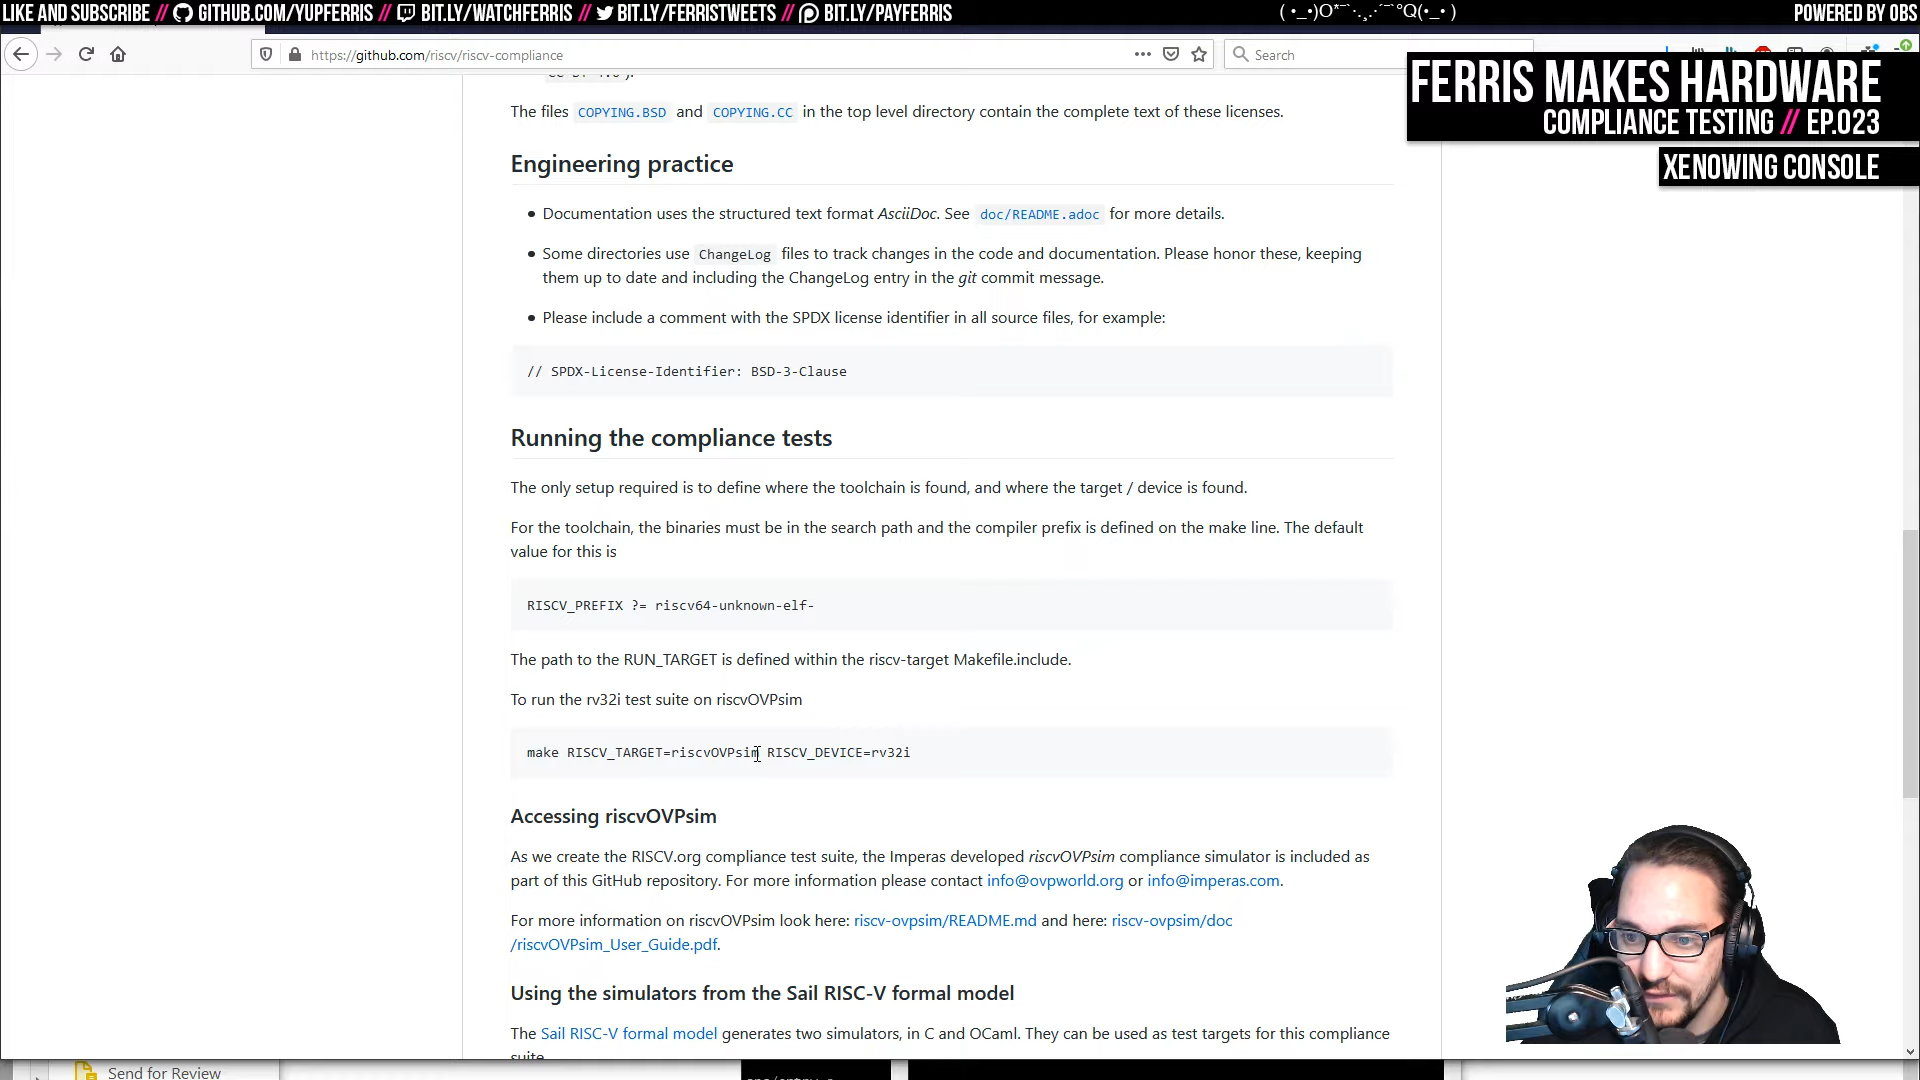 LIKE AND SUBSCRIBE // GITHUB.COM/YUPFERRIS // BIT.LY/WATCHFERRIS // BIT.LY/FERRISTWEETS // BIT.LY/PAYFERRIS
POWERED BY OBS
https://github.com/riscv/riscv-compliance
Search
FERRIS MAKES HARDWARE
COMPLIANCE TESTING // EP.023
XENOWING CONSOLE
The files COPYING.BSD and COPYING.CC in the top level directory contain the complete text of these licenses.
Engineering practice
• Documentation uses the structured text format AsciiDoc. See doc/README.adoc for more details.
• Some directories use ChangeLog files to track changes in the code and documentation. Please honor these, keeping
them up to date and including the ChangeLog entry in the git commit message.
• Please include a comment with the SPDX license identifier in all source files, for example:
// SPDX-License-Identifier: BSD-3-Clause
Running the compliance tests
The only setup required is to define where the toolchain is found, and where the target / device is found.
For the toolchain, the binaries must be in the search path and the compiler prefix is defined on the make line. The default
value for this is
RISCV_PREFIX ?= riscv64-unknown-elf-
The path to the RUN_TARGET is defined within the riscv-target Makefile.include.
To run the rv32i test suite on riscvOVPsim
make RISCV_TARGET=riscvOVPsim RISCV_DEVICE=rv32i
Accessing riscvOVPsim
As we create the RISCV.org compliance test suite, the Imperas developed riscvOVPsim compliance simulator is included as
part of this GitHub repository. For more information please contact info@ovpworld.org or info@imperas.com.
For more information on riscvOVPsim look here: riscv-ovpsim/README.md and here: riscv-ovpsim/doc
/riscvOVPsim_User_Guide.pdf.
Using the simulators from the Sail RISC-V formal model
The Sail RISC-V formal model generates two simulators, in C and OCaml. They can be used as test targets for this compliance
suite.
Send for Review